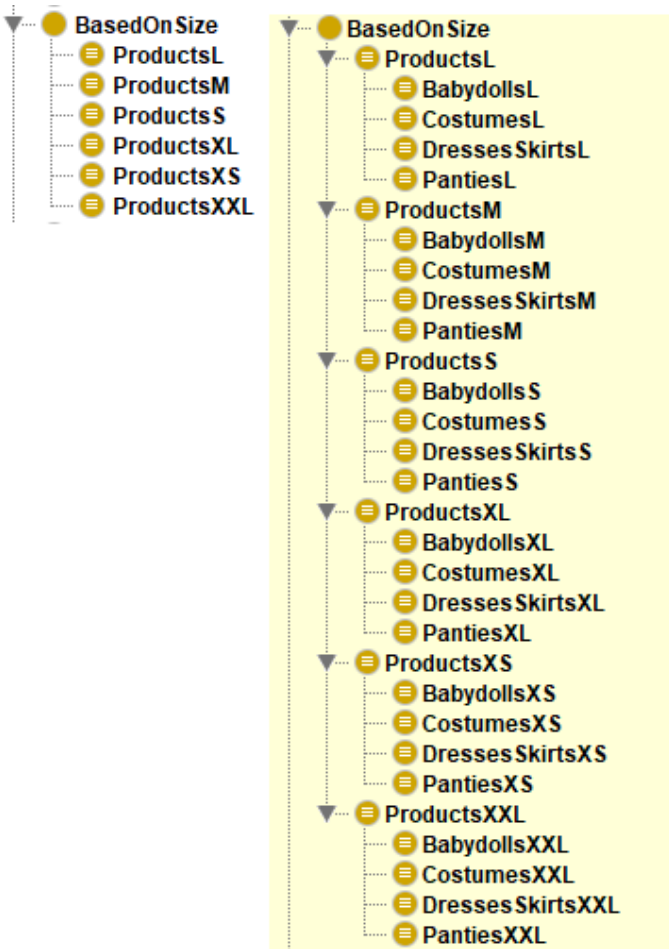 BasedOnSize
ProductsL
ProductsM
ProductsS
ProductsXL
ProductsXS
ProductsXXL
BasedOnSize
ProductsL
BabydollsL
CostumesL
DressesSkirtsL
PantiesL
ProductsM
BabydollsM
CostumesM
DressesSkirtsM
PantiesM
ProductsS
BabydollsS
CostumesS
DressesSkirtsS
PantiesS
ProductsXL
BabydollsXL
CostumesXL
DressesSkirtsXL
PantiesXL
ProductsXS
BabydollsXS
CostumesXS
DressesSkirtsXS
PantiesXS
ProductsXXL
BabydollsXXL
CostumesXXL
DressesSkirtsXXL
PantiesXXL